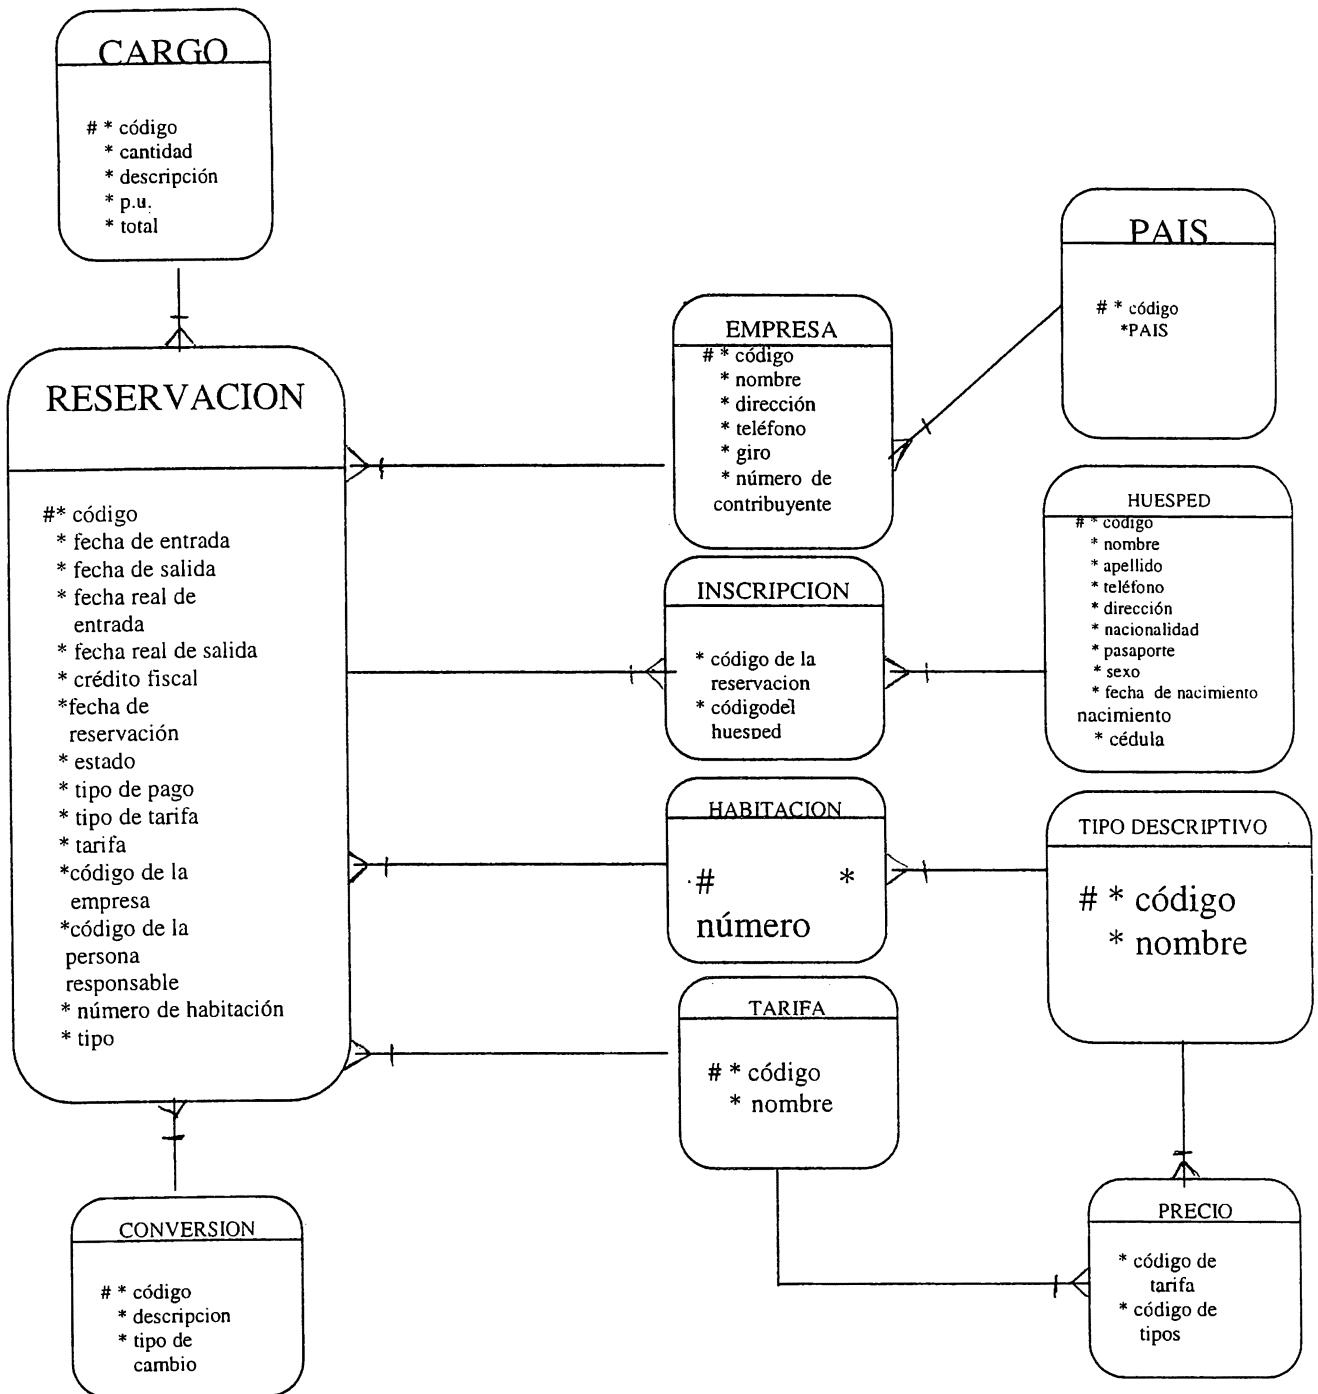 CARGO
# * código
* cantidad
* descripción
* p.u.
* total
RESERVACION
#* código
* fecha de entrada
* fecha de salida
* fecha real de
entrada
* fecha real de salida
* crédito fiscal
*fecha de
reservación
* estado
* tipo de pago
* tipo de tarifa
* tarifa
*código de la
empresa
*código de la
persona
responsable
* número de habitación
* tipo
CONVERSION
# * código
* descripcion
* tipo de
cambio
EMPRESA
# * código
* nombre
* dirección
* teléfono
* giro
* número de
contribuyente
INSCRIPCION
* código de la
reservacion
* códigodel
huesped
HABITACION
# *
número
TARIFA
# * código
* nombre
PAIS
# * código
*PAIS
HUESPED
# * código
* nombre
* apellido
* teléfono
* dirección
* nacionalidad
* pasaporte
* sexo
* fecha de nacimiento
nacimiento
* cédula
TIPO DESCRIPTIVO
# * código
* nombre
PRECIO
* código de
tarifa
* código de
tipos